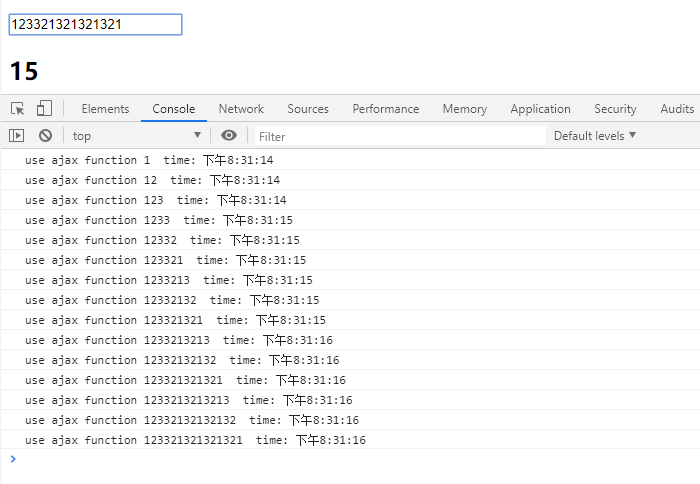 123321321321321
15
Elements Console Network Sources Performance Memory Application Security Audits
top Filter Default levels
use ajax function 1 time: 下午8:31:14
use ajax function 12 time: 下午8:31:14
use ajax function 123 time: 下午8:31:14
use ajax function 1233 time: 下午8:31:15
use ajax function 12332 time: 下午8:31:15
use ajax function 123321 time: 下午8:31:15
use ajax function 1233213 time: 下午8:31:15
use ajax function 12332132 time: 下午8:31:15
use ajax function 123321321 time: 下午8:31:15
use ajax function 1233213213 time: 下午8:31:16
use ajax function 12332132132 time: 下午8:31:16
use ajax function 123321321321 time: 下午8:31:16
use ajax function 1233213213213 time: 下午8:31:16
use ajax function 12332132132132 time: 下午8:31:16
use ajax function 123321321321321 time: 下午8:31:16